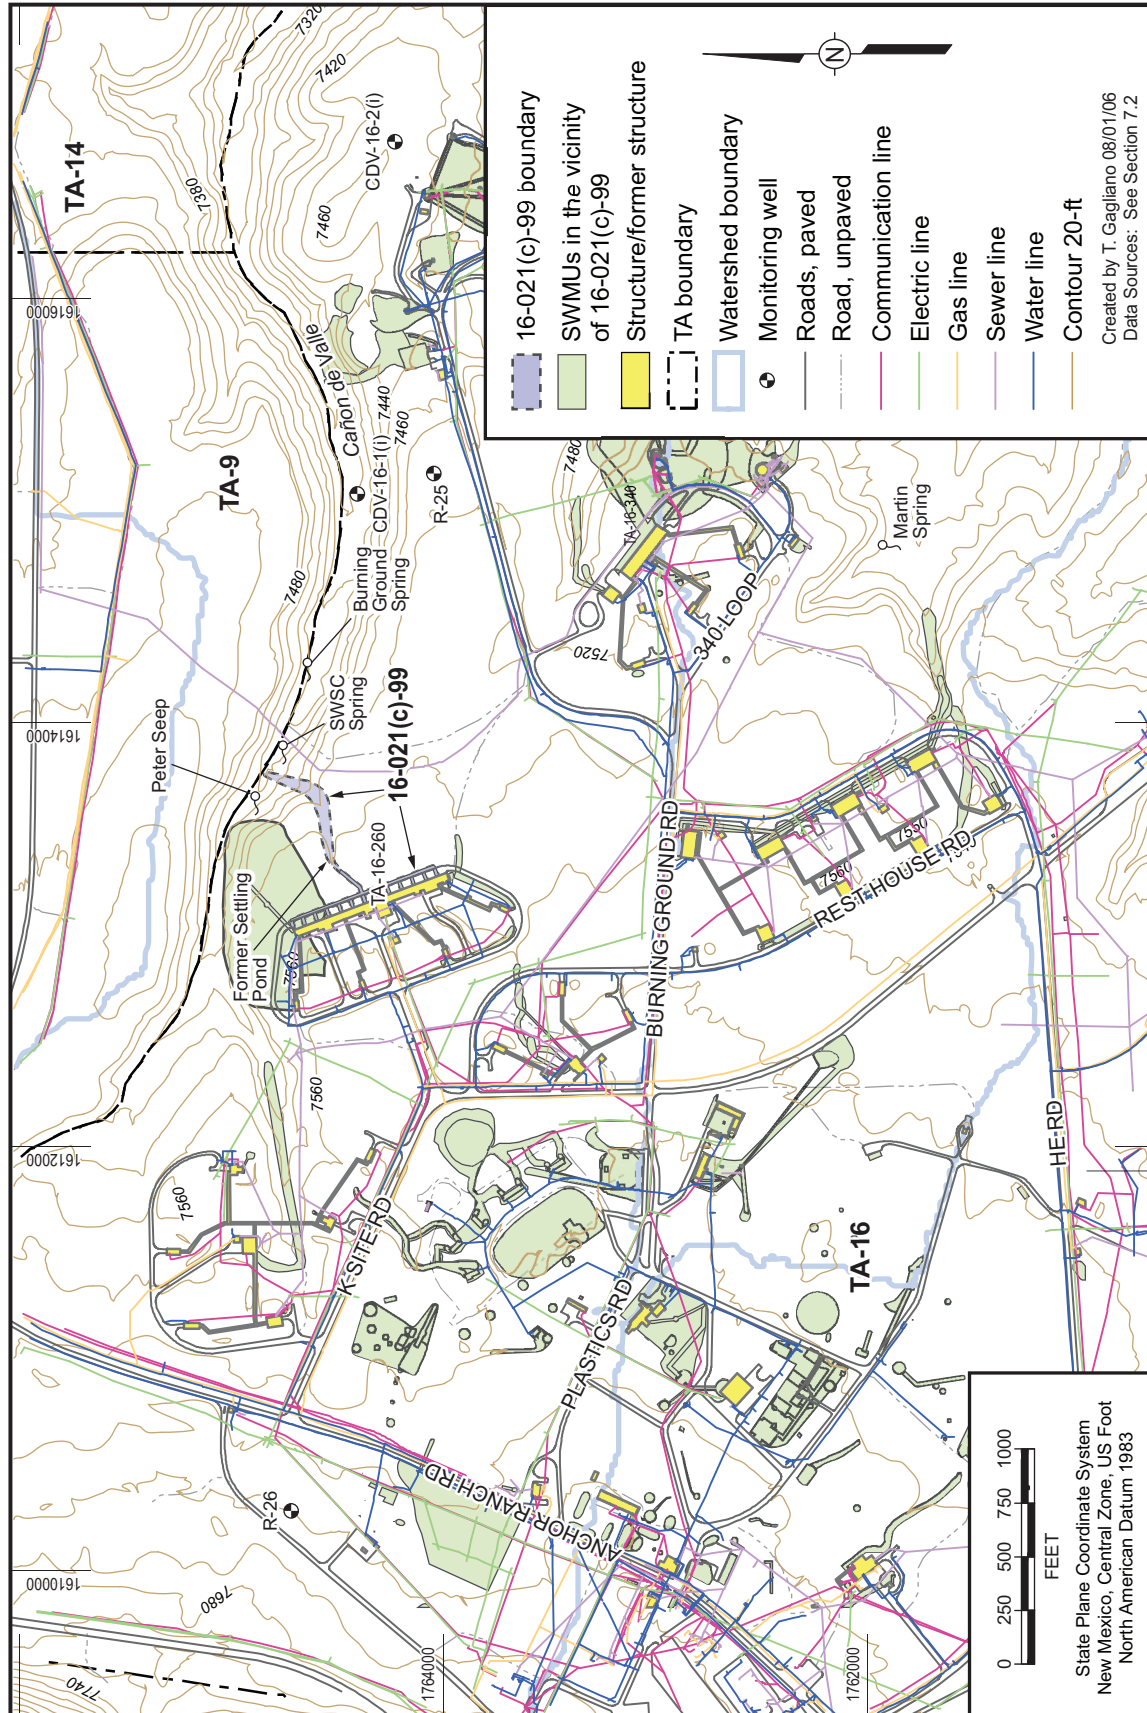 TA-14
TA-9
TA-16
7320
7420
7380
7460
CDV-16-2(i)
1616000
Cañon de Valle
7440
7460
7480
CDV-16-1(i)
R-25
Burning
Ground
Spring
SWSC
Spring
Peter Seep
1614000
16-021(c)-99
Former Settling
Pond
TA-16-260
7560
7560
7560
1612000
K-SITE RD
7480
TA-16-340
340 LOOP
7520
Martin
Spring
BURNING GROUND RD
7560
7550
REST HOUSE RD
HE RD
PLASTICS RD
ANCHOR RANCH RD
R-26
1610000
7680
7740
1764000
1762000
N
16-021(c)-99 boundary
SWMUs in the vicinity
of 16-021(c)-99
Structure/former structure
TA boundary
Watershed boundary
Monitoring well
Roads, paved
Road, unpaved
Communication line
Electric line
Gas line
Sewer line
Water line
Contour 20-ft
Created by T. Gagliano 08/01/06
Data Sources: See Section 7.2
0 250 500 750 1000
FEET
State Plane Coordinate System
New Mexico, Central Zone, US Foot
North American Datum 1983